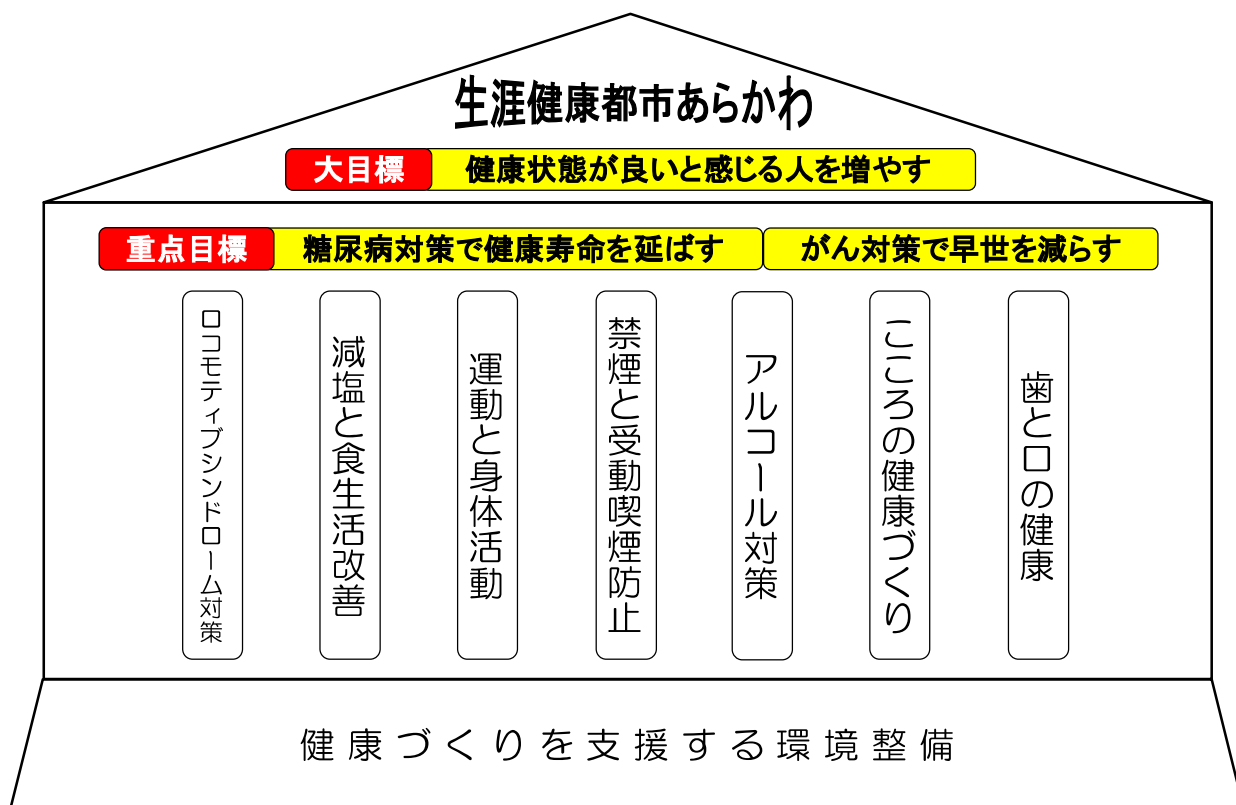 生涯健康都市あらかわ
大目標 健康状態が良いと感じる人を増やす
重点目標 糖尿病対策で健康寿命を延ばす がん対策で早世を減らす
ロコモティブシンドローム対策
減塩と食生活改善
運動と身体活動
禁煙と受動喫煙防止
アルコール対策
こころの健康づくり
歯と口の健康
健康づくりを支援する環境整備